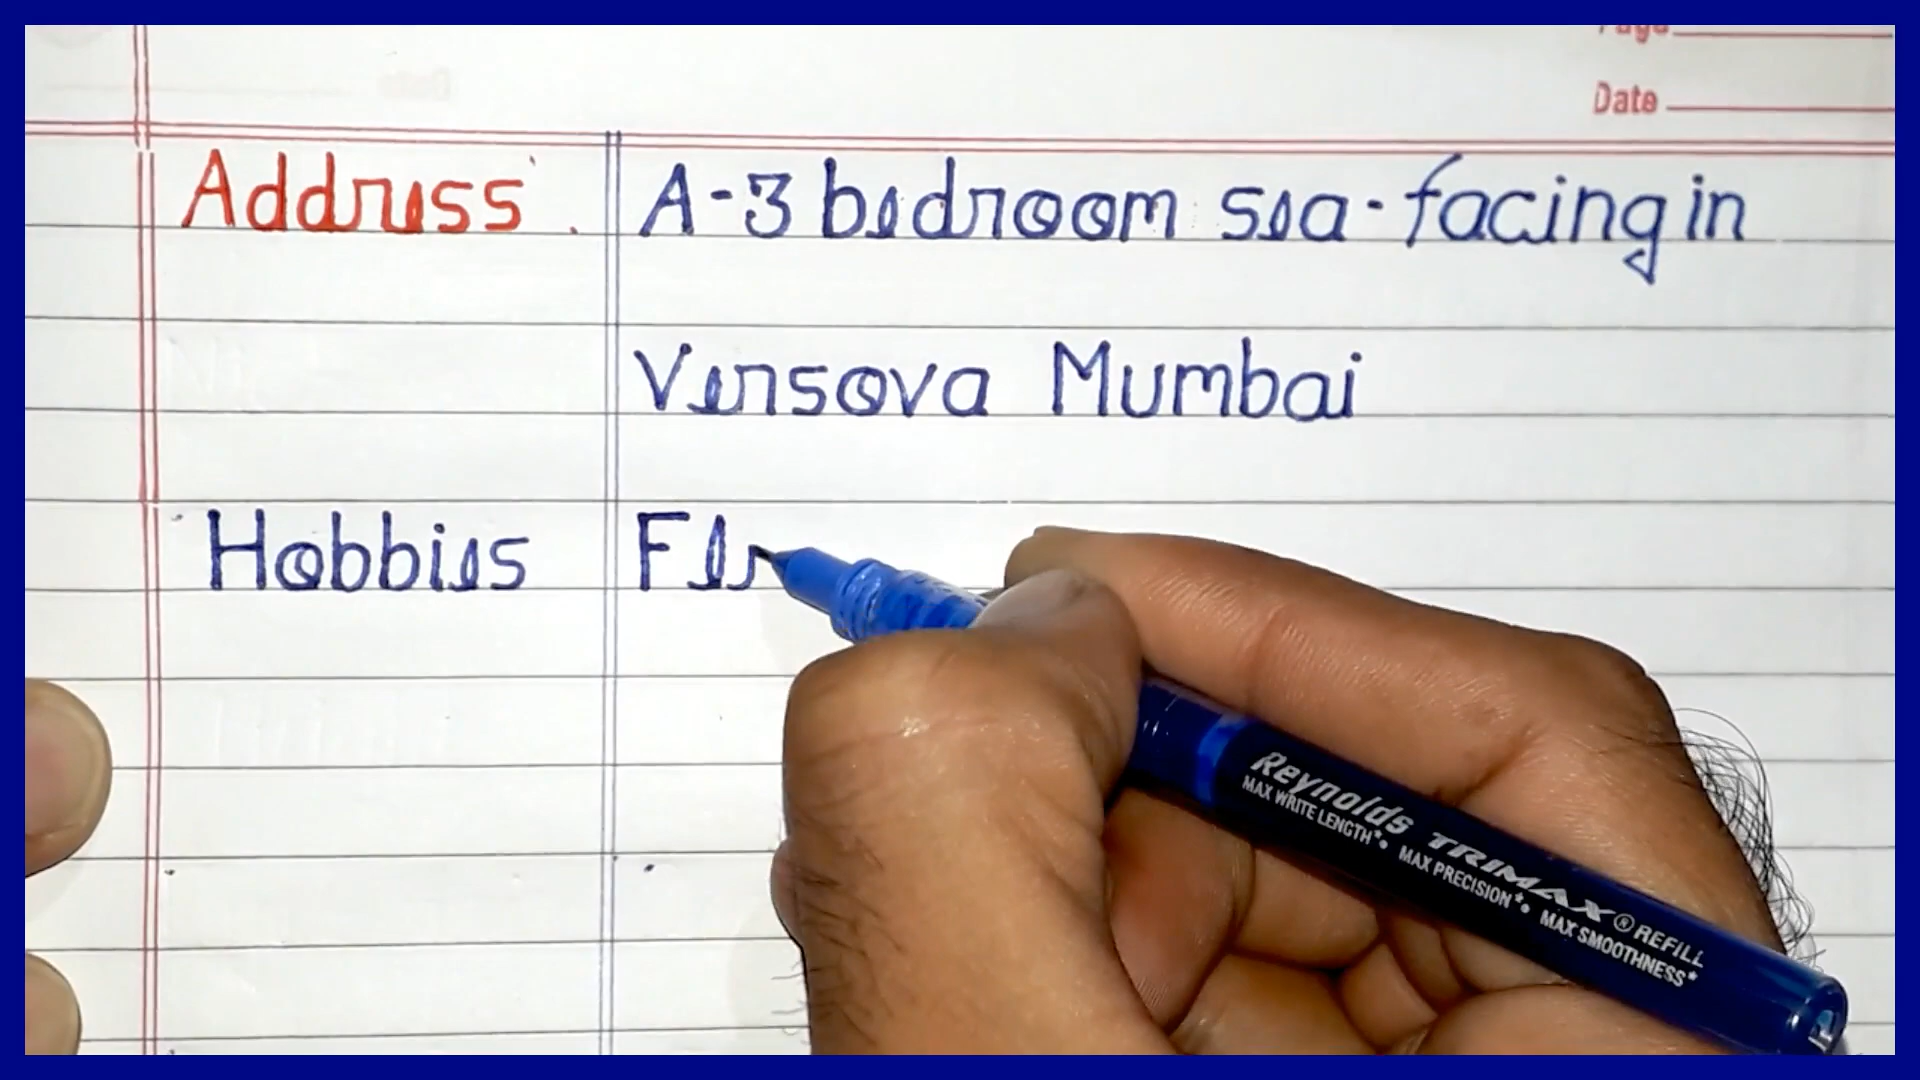 Date
Address A-3 bedroom sea-facing in
Versova Mumbai
Hobbies
Reynolds TRIMAX® REFILL
MAX WRITE LENGTH*• MAX PRECISION*• MAX SMOOTHNESS*